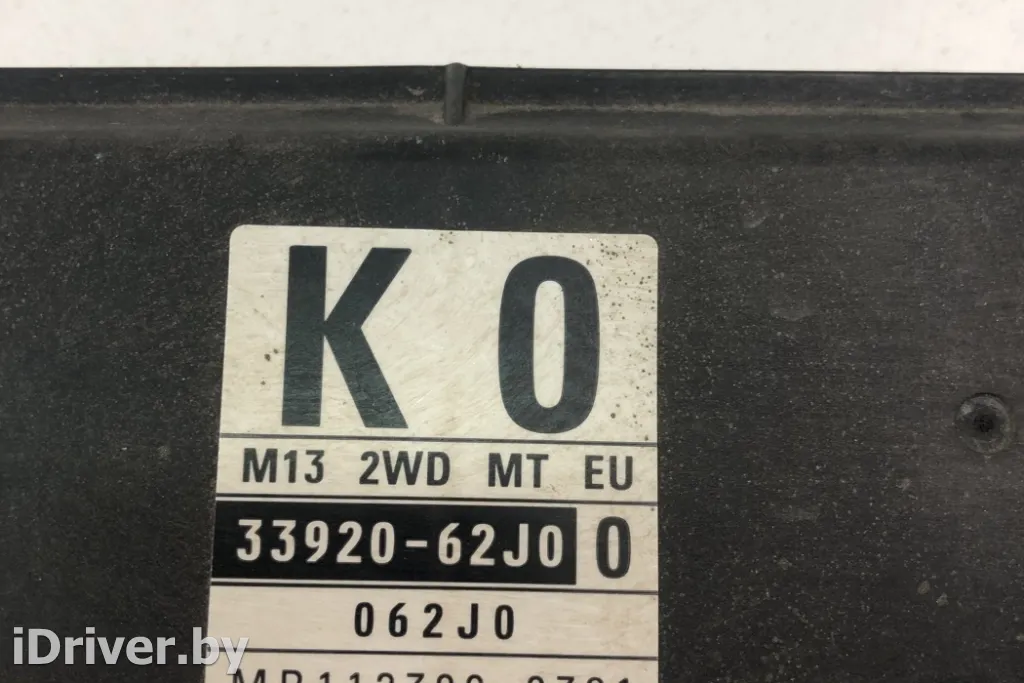 K 0
M13 2WD MT EU
33920-62J0 0
062J0
iDriver.by